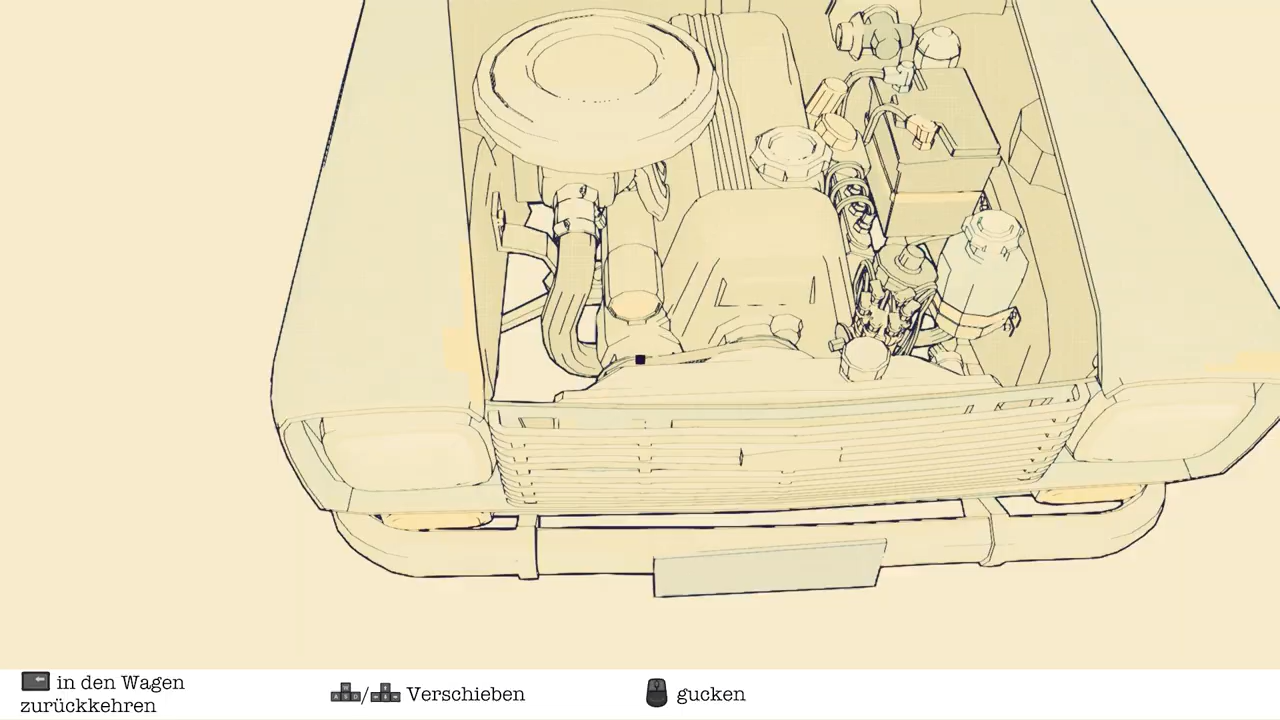 in den Wagen
zurückkehren
/ Verschieben
gucken